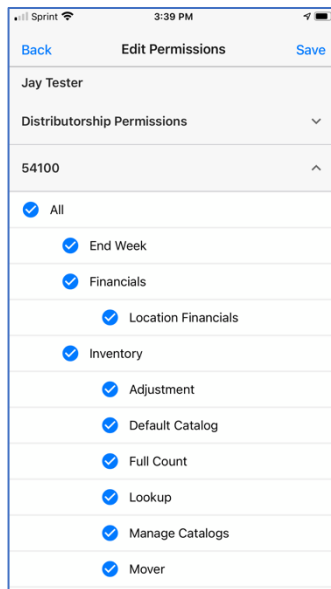 Sprint 3:39 PM
Back Edit Permissions Save
Jay Tester
Distributorship Permissions
54100
All
End Week
Financials
Location Financials
Inventory
Adjustment
Default Catalog
Full Count
Lookup
Manage Catalogs
Mover